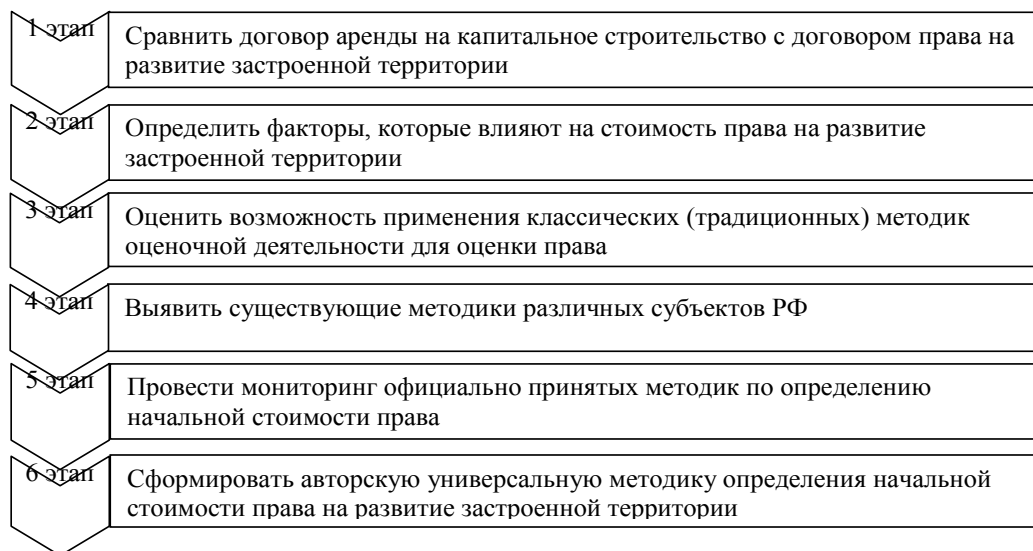 1 этап
Сравнить договор аренды на капитальное строительство с договором права на
развитие застроенной территории
2 этап
Определить факторы, которые влияют на стоимость права на развитие
застроенной территории
3 этап
Оценить возможность применения классических (традиционных) методик
оценочной деятельности для оценки права
4 этап
Выявить существующие методики различных субъектов РФ
5 этап
Провести мониторинг официально принятых методик по определению
начальной стоимости права
6 этап
Сформировать авторскую универсальную методику определения начальной
стоимости права на развитие застроенной территории